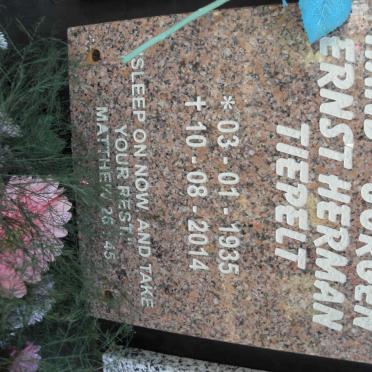 ERNST HERMAN
TIEPELT
* 03 - 01 - 1935
✝ 10 - 08 - 2014
"SLEEP ON NOW, AND TAKE
YOUR REST."
MATTHEW 26 : 45